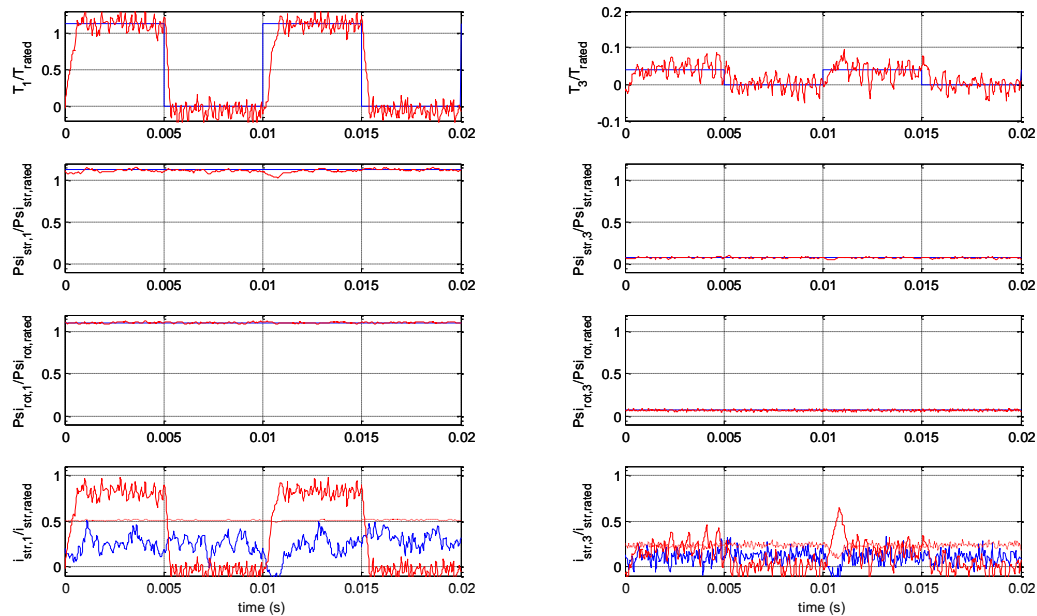 T1/Trated
1
0.5
0
0 0.005 0.01 0.015 0.02
T3/Trated
0.2
0.1
0
-0.1
0 0.005 0.01 0.015 0.02
Psistr,1/Psistr,rated
1
0.5
0
0 0.005 0.01 0.015 0.02
Psistr,3/Psistr,rated
1
0.5
0
0 0.005 0.01 0.015 0.02
Psirot,1/Psirot,rated
1
0.5
0
0 0.005 0.01 0.015 0.02
Psirot,3/Psirot,rated
1
0.5
0
0 0.005 0.01 0.015 0.02
istr,1/istr,rated
1
0.5
0
0 0.005 0.01 0.015 0.02
time (s)
istr,3/istr,rated
1
0.5
0
0 0.005 0.01 0.015 0.02
time (s)